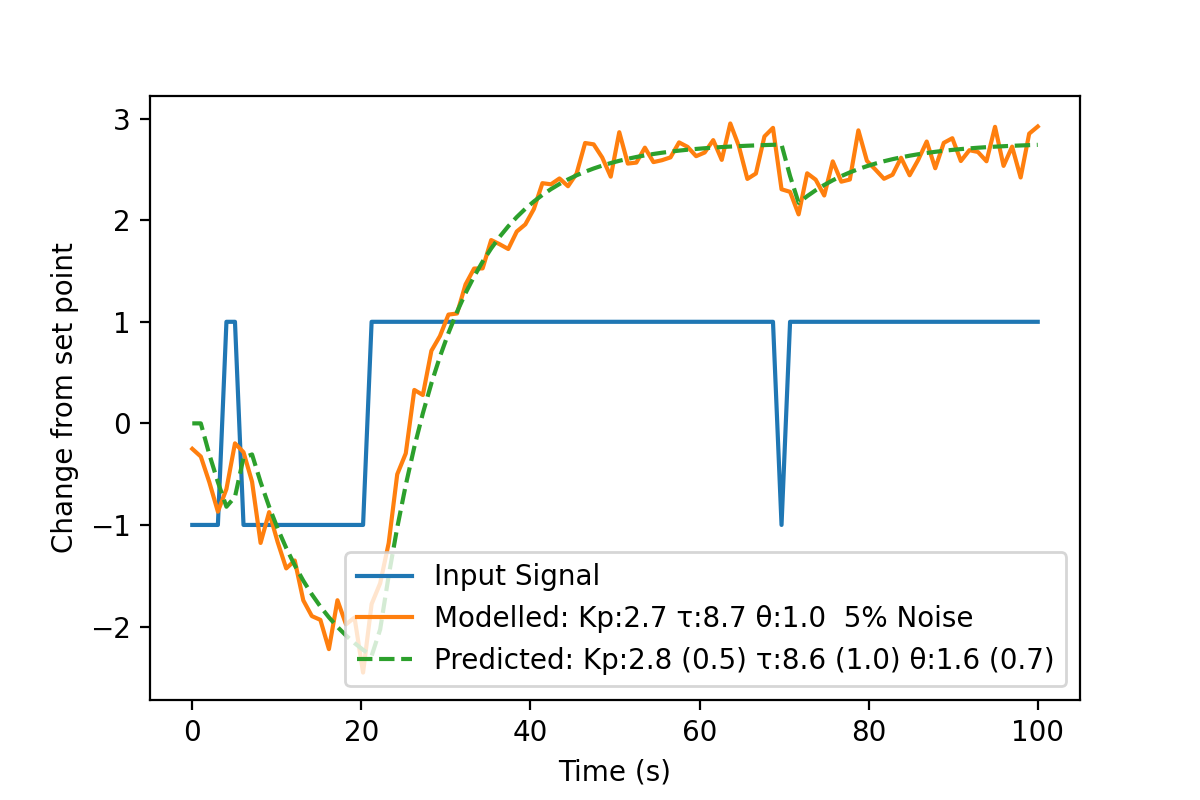 3
2
1
0
−1
−2
Change from set point
Input Signal
Modelled: Kp:2.7 τ:8.7 θ:1.0  5% Noise
Predicted: Kp:2.8 (0.5) τ:8.6 (1.0) θ:1.6 (0.7)
0 20 40 60 80 100
Time (s)